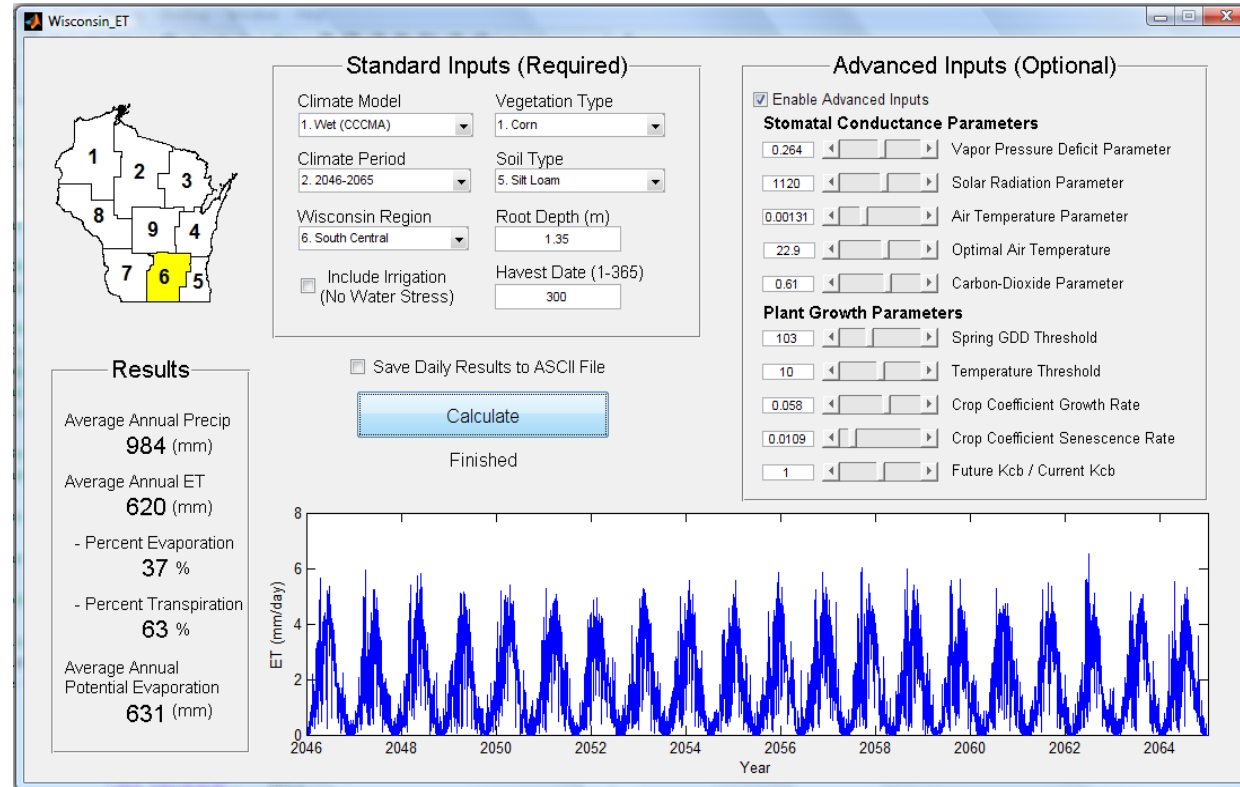 Wisconsin_ET
1
2
3
8
9
4
7
6
5
Standard Inputs (Required)
Climate Model
1. Wet (CCCMA)
Vegetation Type
1. Corn
Climate Period
2. 2046-2065
Soil Type
5. Silt Loam
Wisconsin Region
6. South Central
Root Depth (m)
1.35
Include Irrigation
(No Water Stress)
Havest Date (1-365)
300
Save Daily Results to ASCII File
Calculate
Finished
Advanced Inputs (Optional)
Enable Advanced Inputs
Stomatal Conductance Parameters
0.264 Vapor Pressure Deficit Parameter
1120 Solar Radiation Parameter
0.00131 Air Temperature Parameter
22.9 Optimal Air Temperature
0.61 Carbon-Dioxide Parameter
Plant Growth Parameters
103 Spring GDD Threshold
10 Temperature Threshold
0.058 Crop Coefficient Growth Rate
0.0109 Crop Coefficient Senescence Rate
1 Future Kcb / Current Kcb
Results
Average Annual Precip
984 (mm)
Average Annual ET
620 (mm)
- Percent Evaporation
37 %
- Percent Transpiration
63 %
Average Annual
Potential Evaporation
631 (mm)
8
6
4
2
0
ET (mm/day)
2046 2048 2050 2052 2054 2056 2058 2060 2062 2064
Year